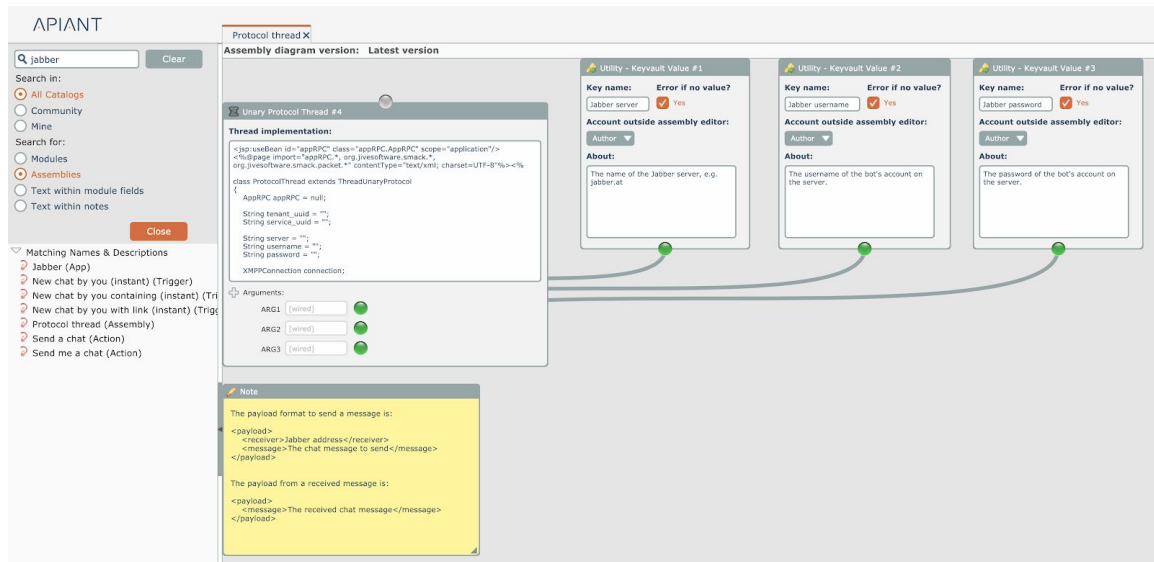 APIANT
Protocol thread
Assembly diagram version: Latest version
jabber
Clear
Search in:
All Catalogs
Community
Mine
Search for:
Modules
Assemblies
Text within module fields
Text within notes
Close
Matching Names & Descriptions
Jabber (App)
New chat by you (instant) (Trigger)
New chat by you containing (instant) (Tri
New chat by you with link (instant) (Trigg
Protocol thread (Assembly)
Send a chat (Action)
Send me a chat (Action)
Unary Protocol Thread #4
Thread implementation:
<jsp:useBean id="appRPC" class="appRPC.AppRPC" scope="application"/>
<%@page import="appRPC.*, org.jivesoftware.smack.*,
org.jivesoftware.smack.packet.*" contentType="text/xml; charset=UTF-8"%><%
class ProtocolThread extends ThreadUnaryProtocol
{
AppRPC appRPC = null;
String tenant_uuid = "";
String service_uuid = "";
String server = "";
String username = "";
String password = "";
XMPPConnection connection;
Arguments:
ARG1 [wired]
ARG2 [wired]
ARG3 [wired]
Utility - Keyvault Value #1
Key name: Error if no value?
Jabber server Yes
Account outside assembly editor:
Author
About:
The name of the Jabber server, e.g.
jabber.at
Utility - Keyvault Value #2
Key name: Error if no value?
Jabber username Yes
Account outside assembly editor:
Author
About:
The username of the bot's account on
the server.
Utility - Keyvault Value #3
Key name: Error if no value?
Jabber password Yes
Account outside assembly editor:
Author
About:
The password of the bot's account on
the server.
Note
The payload format to send a message is:
<payload>
<receiver>Jabber address</receiver>
<message>The chat message to send</message>
</payload>
The payload from a received message is:
<payload>
<message>The received chat message</message>
</payload>